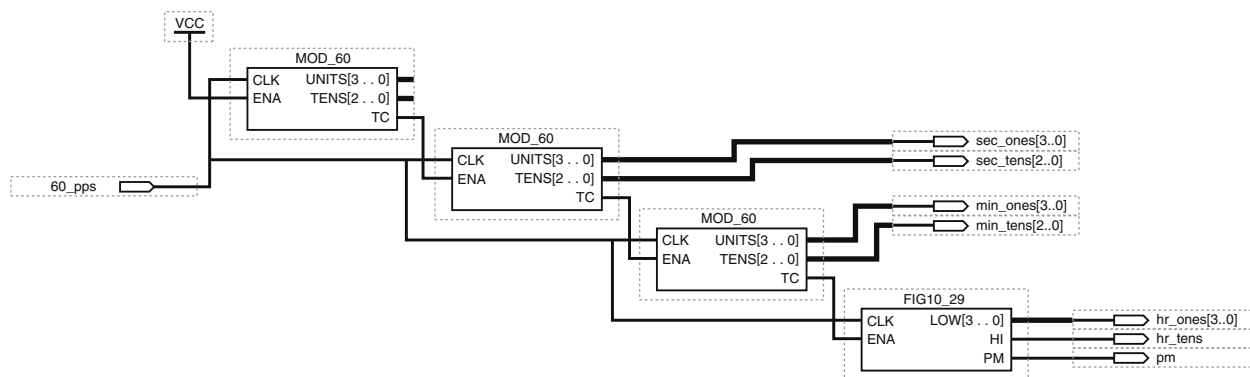 VCC
MOD_60
CLK UNITS[3 . . 0]
ENA TENS[2 . . 0]
TC
MOD_60
CLK UNITS[3 . . 0]
ENA TENS[2 . . 0]
TC
sec_ones[3..0]
sec_tens[2..0]
60_pps
MOD_60
CLK UNITS[3 . . 0]
ENA TENS[2 . . 0]
TC
min_ones[3..0]
min_tens[2..0]
FIG10_29
CLK LOW[3 . . 0]
ENA HI
PM
hr_ones[3..0]
hr_tens
pm